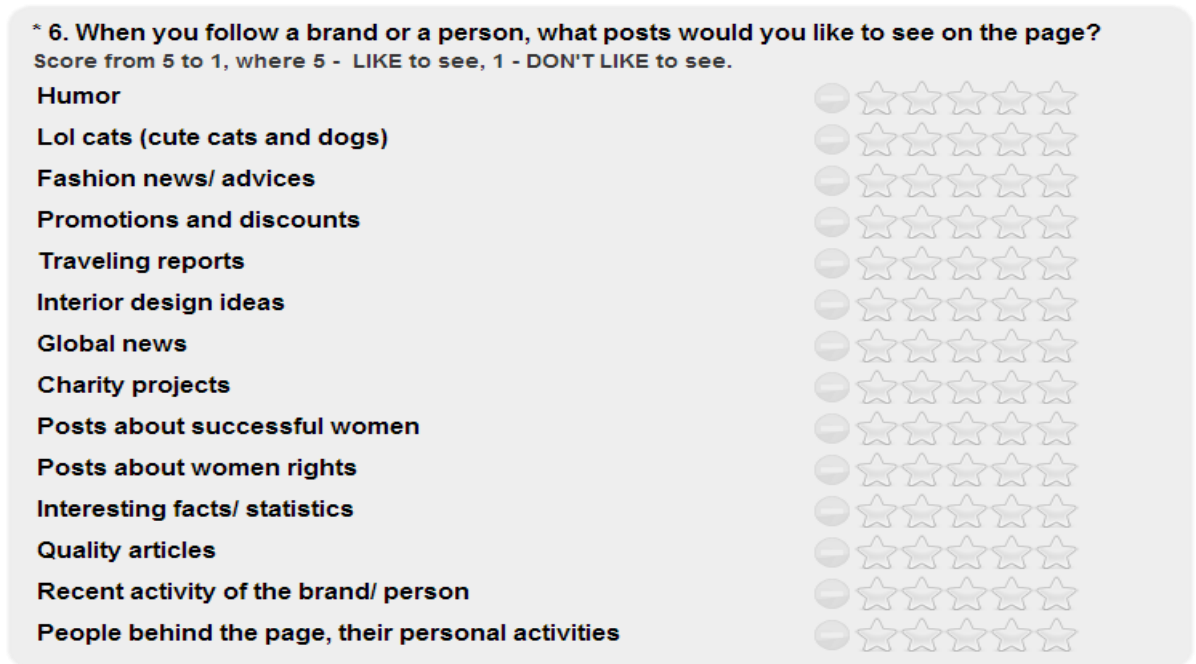 * 6. When you follow a brand or a person, what posts would you like to see on the page?
Score from 5 to 1, where 5 -  LIKE to see, 1 - DON'T LIKE to see.
Humor
Lol cats (cute cats and dogs)
Fashion news/ advices
Promotions and discounts
Traveling reports
Interior design ideas
Global news
Charity projects
Posts about successful women
Posts about women rights
Interesting facts/ statistics
Quality articles
Recent activity of the brand/ person
People behind the page, their personal activities